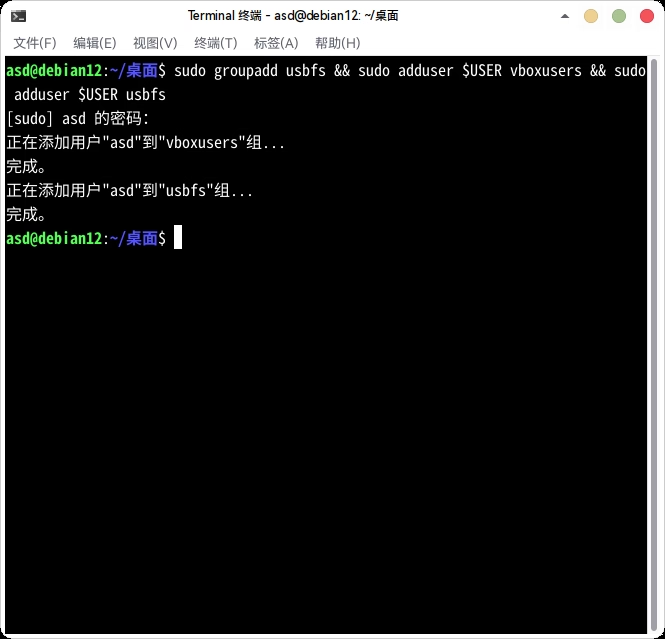 Terminal 终端 - asd@debian12: ~/桌面
文件(F) 编辑(E) 视图(V) 终端(T) 标签(A) 帮助(H)
asd@debian12:~/桌面$ sudo groupadd usbfs && sudo adduser $USER vboxusers && sudo
adduser $USER usbfs
[sudo] asd 的密码：
正在添加用户"asd"到"vboxusers"组...
完成。
正在添加用户"asd"到"usbfs"组...
完成。
asd@debian12:~/桌面$